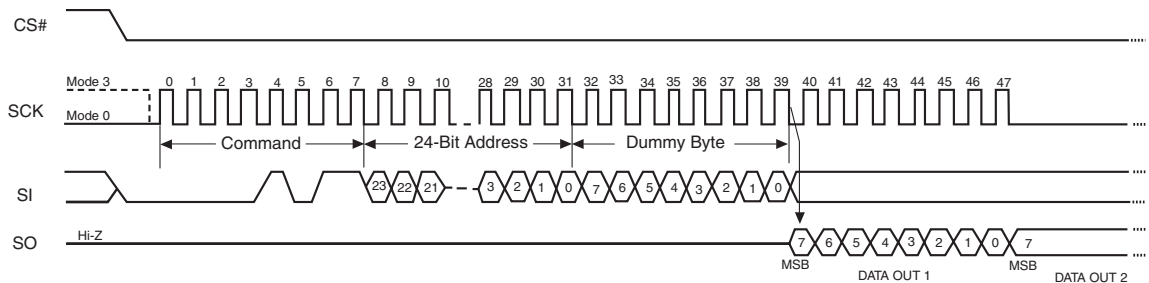 CS#
Mode 3 0 1 2 3 4 5 6 7 8 9 10 28 29 30 31 32 33 34 35 36 37 38 39 40 41 42 43 44 45 46 47
SCK
Mode 0
Command 24-Bit Address Dummy Byte
SI 23 22 21 3 2 1 0 7 6 5 4 3 2 1 0
SO Hi-Z 7 6 5 4 3 2 1 0 7
MSB DATA OUT 1 MSB DATA OUT 2